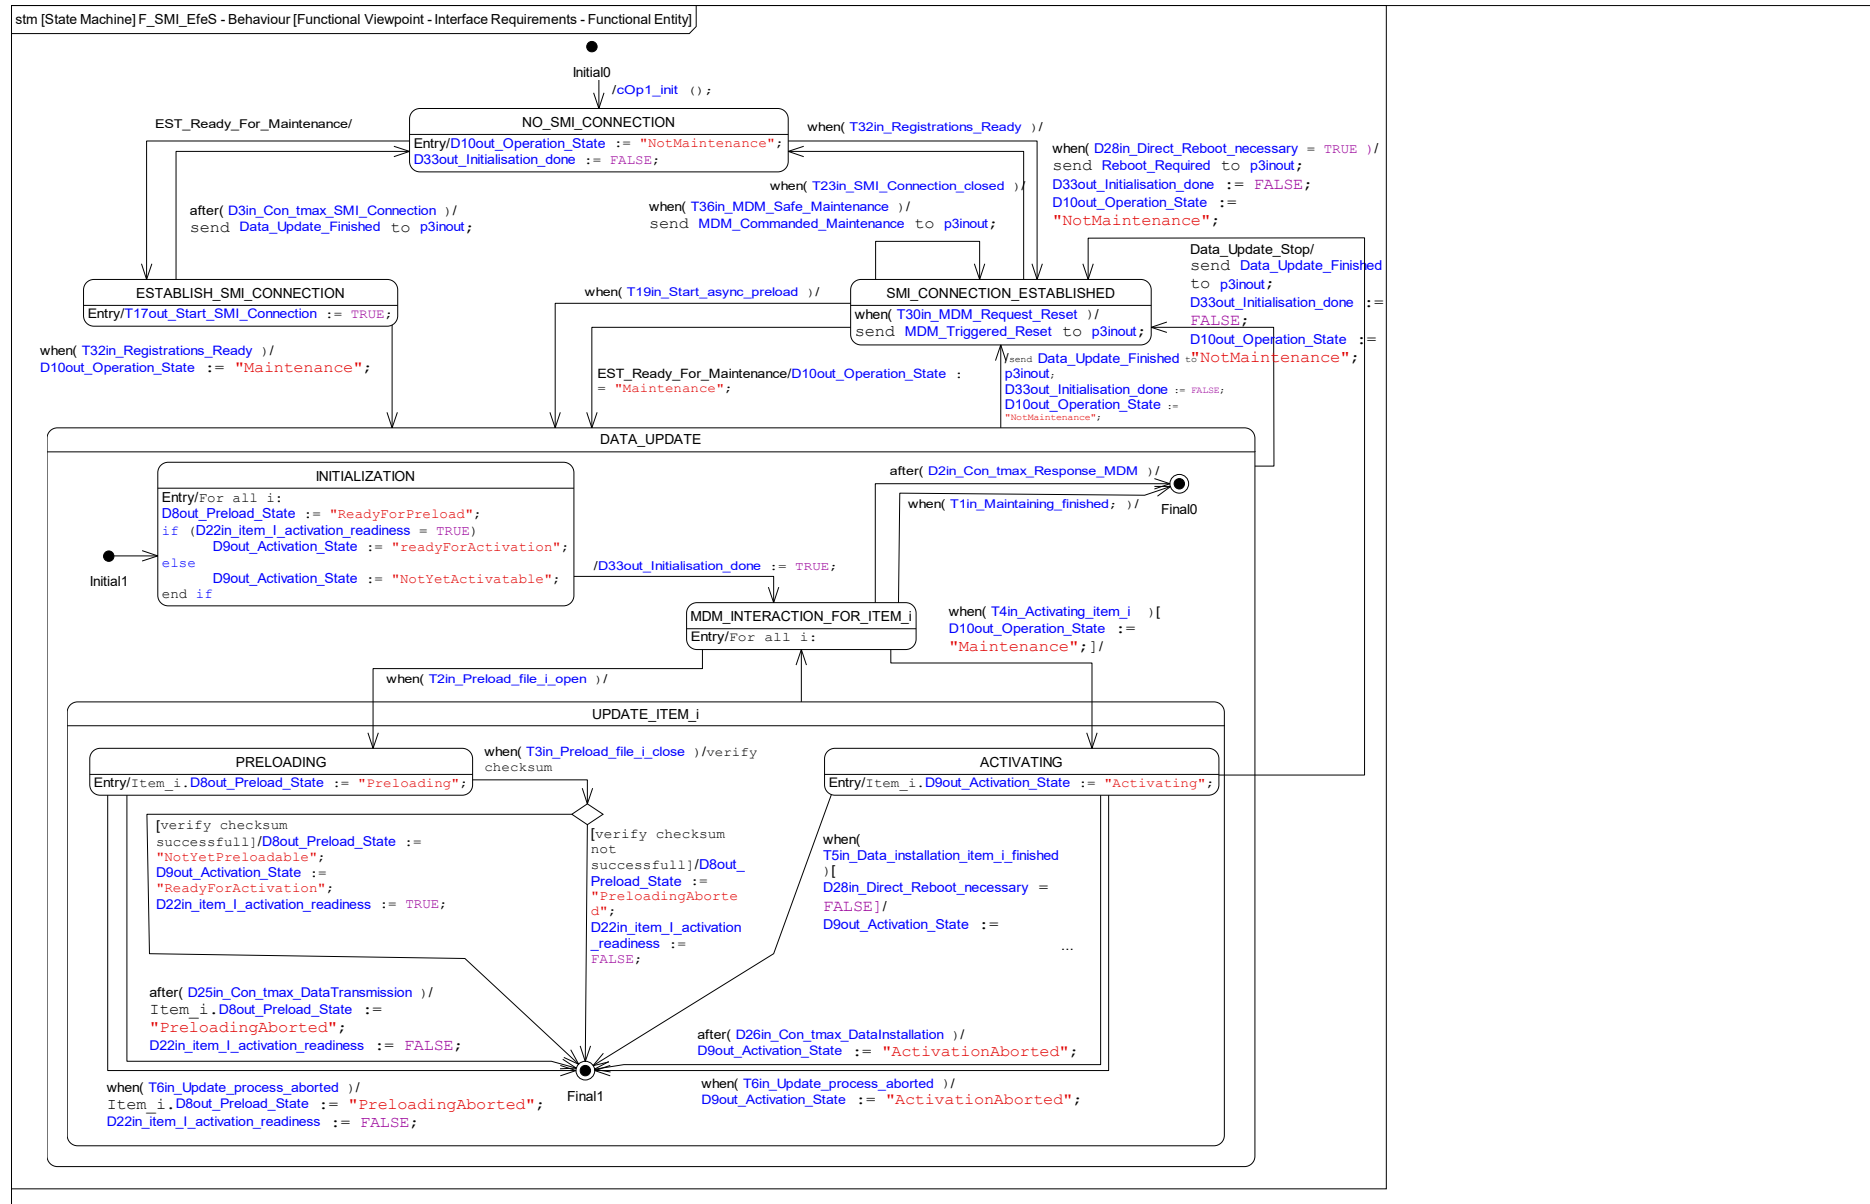 stm [State Machine] F_SMI_EfeS - Behaviour [Functional Viewpoint - Interface Requirements - Functional Entity]
Initial0
/cOp1_init ();
NO_SMI_CONNECTION
Entry/D10out_Operation_State := "NotMaintenance";
D33out_Initialisation_done := FALSE;
EST_Ready_For_Maintenance/
when( T32in_Registrations_Ready )/
when( D28in_Direct_Reboot_necessary = TRUE )/
send Reboot_Required to p3inout;
D33out_Initialisation_done := FALSE;
D10out_Operation_State :=
"NotMaintenance";
when( T23in_SMI_Connection_closed )/
after( D3in_Con_tmax_SMI_Connection )/
send Data_Update_Finished to p3inout;
when( T36in_MDM_Safe_Maintenance )/
send MDM_Commanded_Maintenance to p3inout;
Data_Update_Stop/
send Data_Update_Finished
to p3inout;
D33out_Initialisation_done :=
FALSE;
D10out_Operation_State :=
"NotMaintenance";
ESTABLISH_SMI_CONNECTION
Entry/T17out_Start_SMI_Connection := TRUE;
when( T19in_Start_async_preload )/
SMI_CONNECTION_ESTABLISHED
when( T30in_MDM_Request_Reset )/
send MDM_Triggered_Reset to p3inout;
when( T32in_Registrations_Ready )/
D10out_Operation_State := "Maintenance";
EST_Ready_For_Maintenance/D10out_Operation_State :
= "Maintenance";
/send Data_Update_Finished to
p3inout;
D33out_Initialisation_done := FALSE;
D10out_Operation_State :=
"NotMaintenance";
DATA_UPDATE
INITIALIZATION
Entry/For all i:
D8out_Preload_State := "ReadyForPreload";
if (D22in_item_I_activation_readiness = TRUE)
D9out_Activation_State := "readyForActivation";
else
D9out_Activation_State := "NotYetActivatable";
end if
Initial1
after( D2in_Con_tmax_Response_MDM )/
when( T1in_Maintaining_finished; )/
Final0
/D33out_Initialisation_done := TRUE;
MDM_INTERACTION_FOR_ITEM_i
Entry/For all i:
when( T4in_Activating_item_i )[
D10out_Operation_State :=
"Maintenance";]/
when( T2in_Preload_file_i_open )/
UPDATE_ITEM_i
PRELOADING
Entry/Item_i.D8out_Preload_State := "Preloading";
when( T3in_Preload_file_i_close )/verify
checksum
ACTIVATING
Entry/Item_i.D9out_Activation_State := "Activating";
[verify checksum
successfull]/D8out_Preload_State :=
"NotYetPreloadable";
D9out_Activation_State :=
"ReadyForActivation";
D22in_item_I_activation_readiness := TRUE;
[verify checksum
not
successfull]/D8out_
Preload_State :=
"PreloadingAborte
d";
D22in_item_I_activation
_readiness :=
FALSE;
when(
T5in_Data_installation_item_i_finished
)[
D28in_Direct_Reboot_necessary =
FALSE]/
D9out_Activation_State :=
...
after( D25in_Con_tmax_DataTransmission )/
Item_i.D8out_Preload_State :=
"PreloadingAborted";
D22in_item_I_activation_readiness := FALSE;
after( D26in_Con_tmax_DataInstallation )/
D9out_Activation_State := "ActivationAborted";
Final1
when( T6in_Update_process_aborted )/
Item_i.D8out_Preload_State := "PreloadingAborted";
D22in_item_I_activation_readiness := FALSE;
when( T6in_Update_process_aborted )/
D9out_Activation_State := "ActivationAborted";